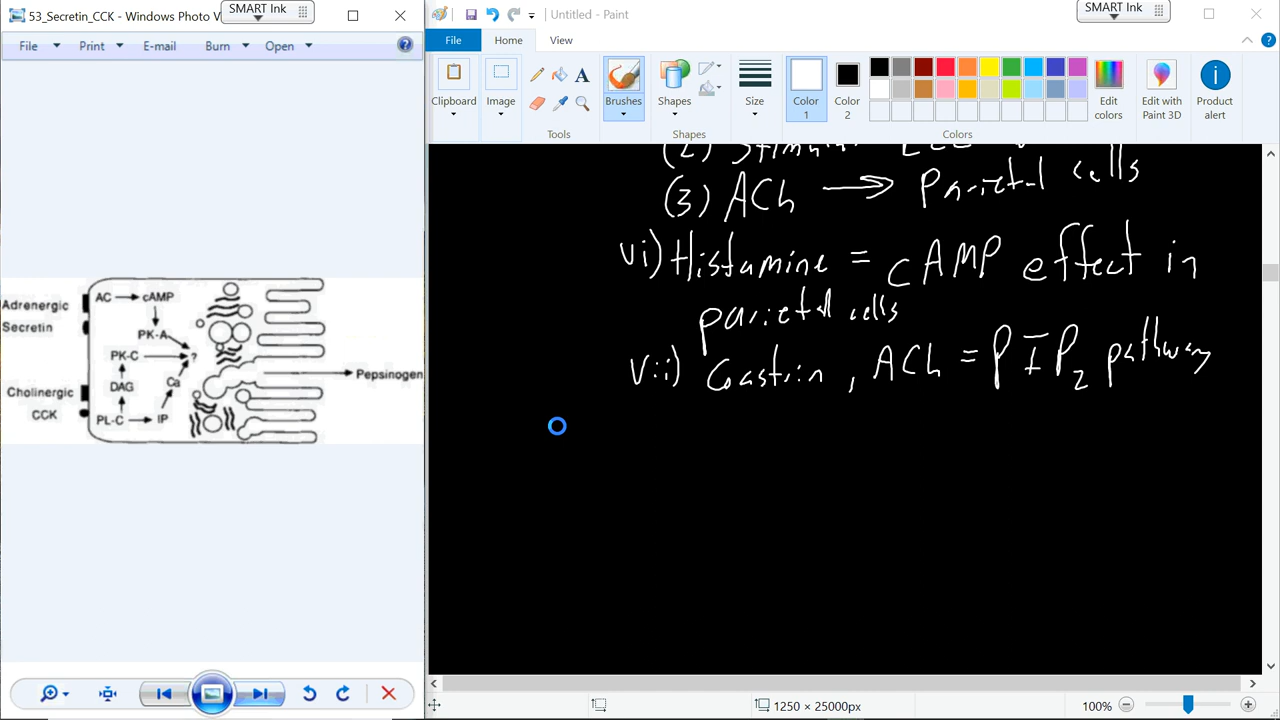 53_Secretin_CCK - Windows Photo V
SMART Ink
File Print E-mail Burn Open
Adrenergic
Secretin
Cholinergic
CCK
AC cAMP
PK-A
PK-C ?
DAG Ca
PL-C IP
Pepsinogen
Untitled - Paint
SMART Ink
File Home View
Clipboard
Image
Tools
Brushes
Shapes
Shapes
Size
Color 1
Color 2
Colors
Edit colors
Edit with Paint 3D
Product alert
(3) ACh → Parietal cells
vi) Histamine = cAMP effect in
parietal cells
vii) Gastrin, ACh = PIP2 pathway
1250 × 25000px
100%